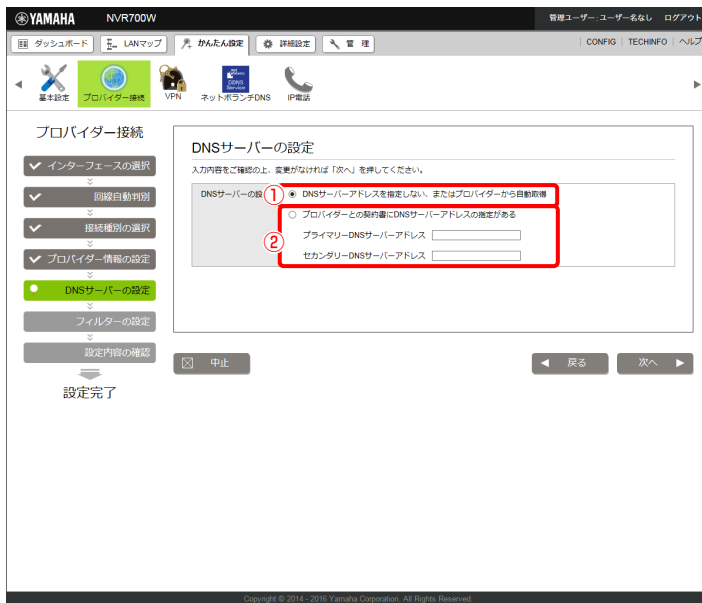 YAMAHA NVR700W 管理ユーザー:ユーザー名なし ログアウト
ダッシュボード LANマップ かんたん設定 詳細設定 管 理 CONFIG TECHINFO ヘルプ
基本設定 プロバイダー接続 VPN ネットボランチDNS IP電話
プロバイダー接続
インターフェースの選択
回線自動判別
接続種別の選択
プロバイダー情報の設定
DNSサーバーの設定
フィルターの設定
設定内容の確認
設定完了
DNSサーバーの設定
入力内容をご確認の上、変更がなければ「次へ」を押してください。
DNSサーバーの設 ① DNSサーバーアドレスを指定しない、またはプロバイダーから自動取得
② プロバイダーとの契約書にDNSサーバーアドレスの指定がある
プライマリーDNSサーバーアドレス
セカンダリーDNSサーバーアドレス
中止 戻る 次へ
Copyright © 2014 - 2016 Yamaha Corporation. All Rights Reserved.